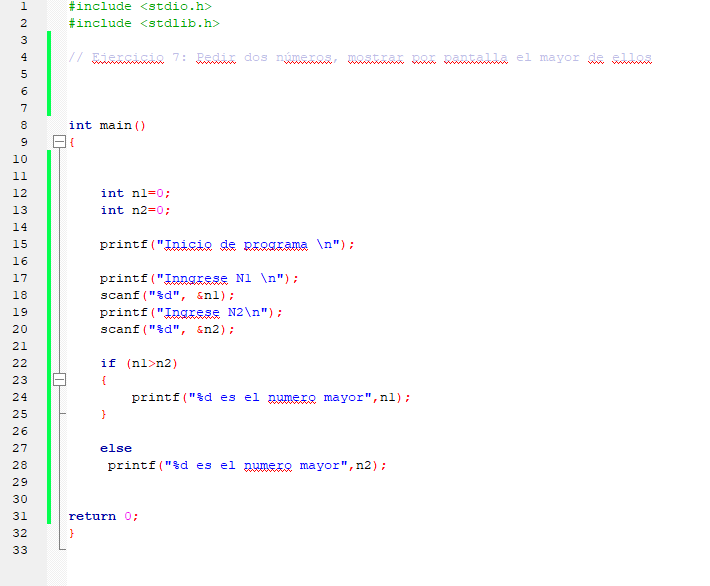 1 #include <stdio.h>
2 #include <stdlib.h>
3
4 // Ejercicio 7: Pedir dos números, mostrar por pantalla el mayor de ellos
5
6
7
8 int main()
9 {
10
11
12 int n1=0;
13 int n2=0;
14
15 printf("Inicio de programa \n");
16
17 printf("Inngrese N1 \n");
18 scanf("%d", &n1);
19 printf("Ingrese N2\n");
20 scanf("%d", &n2);
21
22 if (n1>n2)
23 {
24 printf("%d es el numero mayor",n1);
25 }
26
27 else
28 printf("%d es el numero mayor",n2);
29
30
31 return 0;
32 }
33